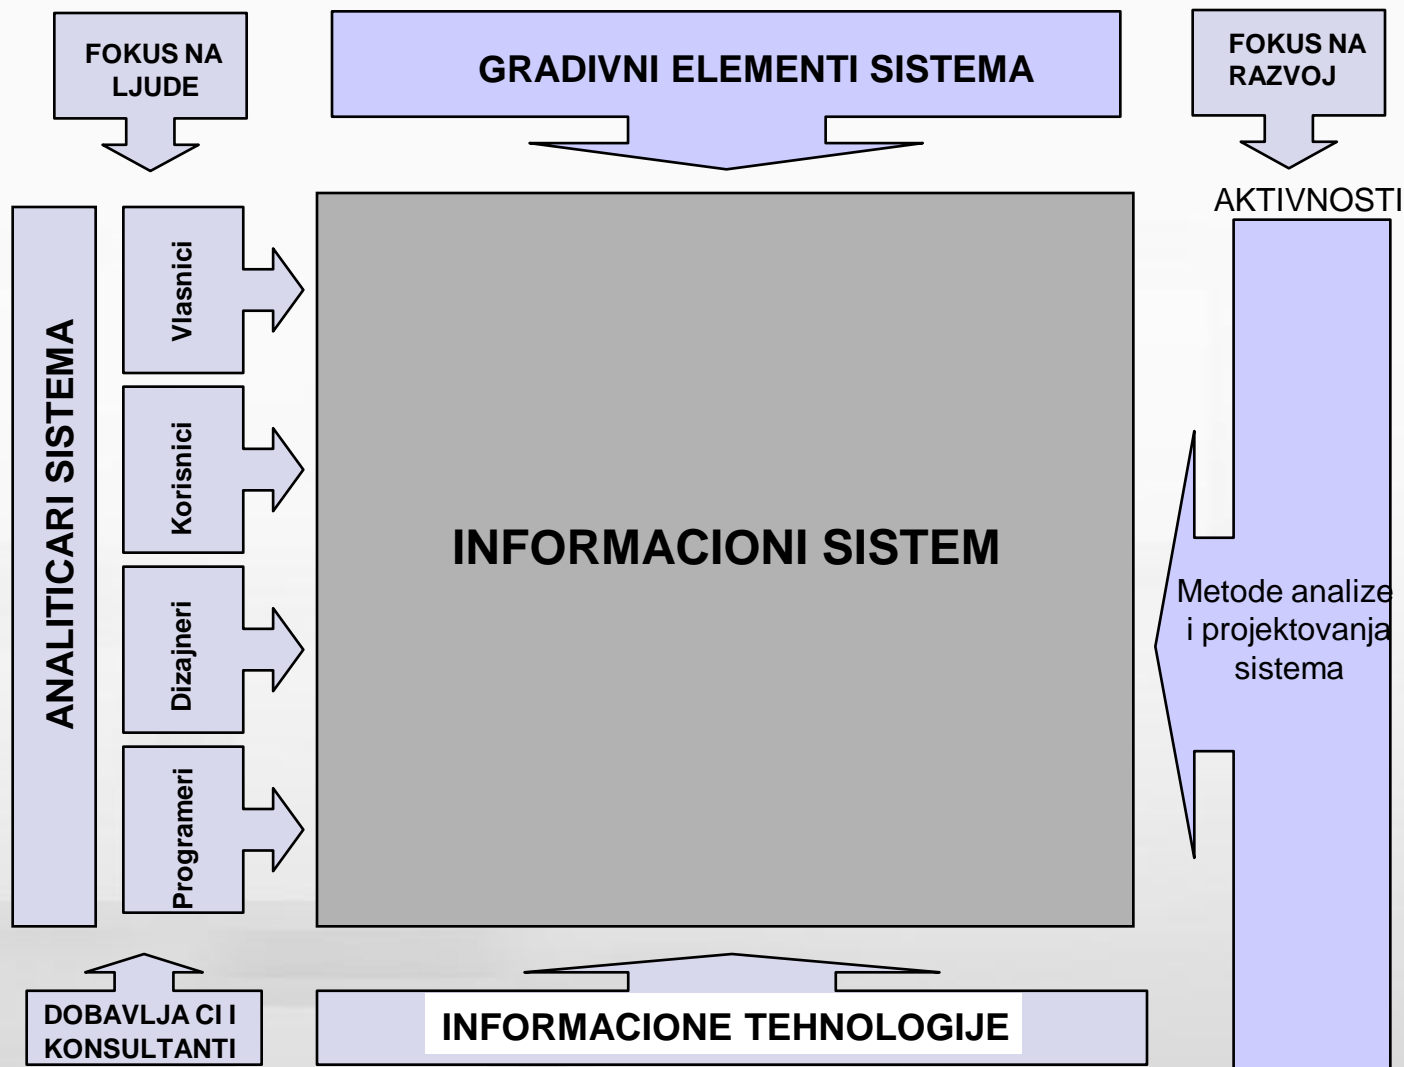 FOKUS NA
LJUDE
GRADIVNI ELEMENTI SISTEMA
FOKUS NA
RAZVOJ
AKTIVNOSTI
ANALITICARI SISTEMA
Vlasnici
Korisnici
Dizajneri
Programeri
INFORMACIONI SISTEM
Metode analize
i projektovanja
sistema
DOBAVLJA CI I
KONSULTANTI
INFORMACIONE TEHNOLOGIJE